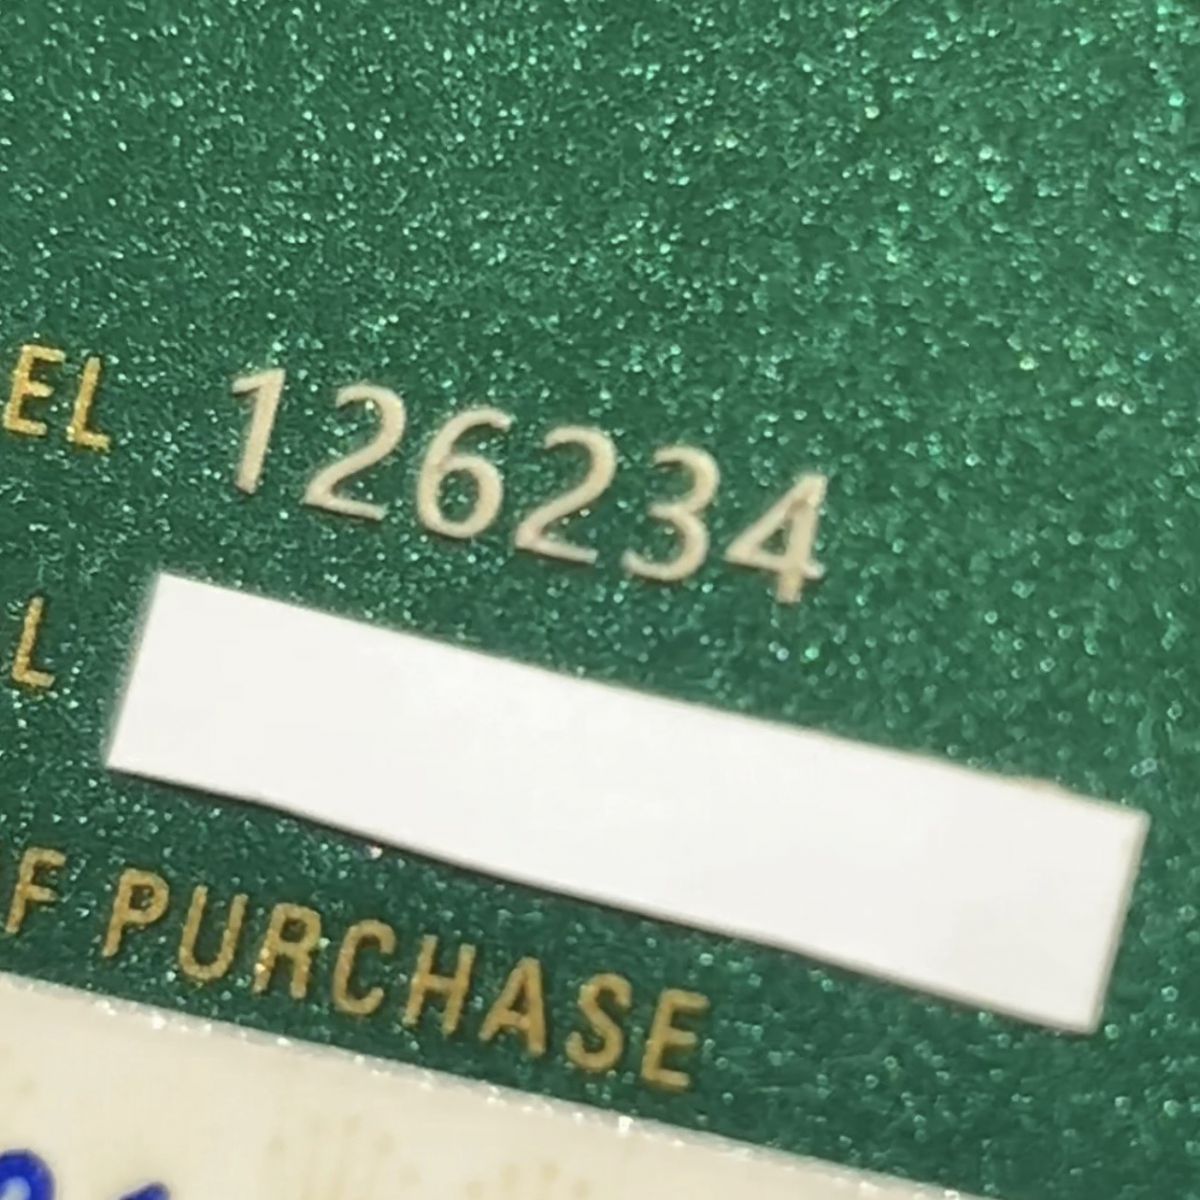 EL 126234
L
F PURCHASE